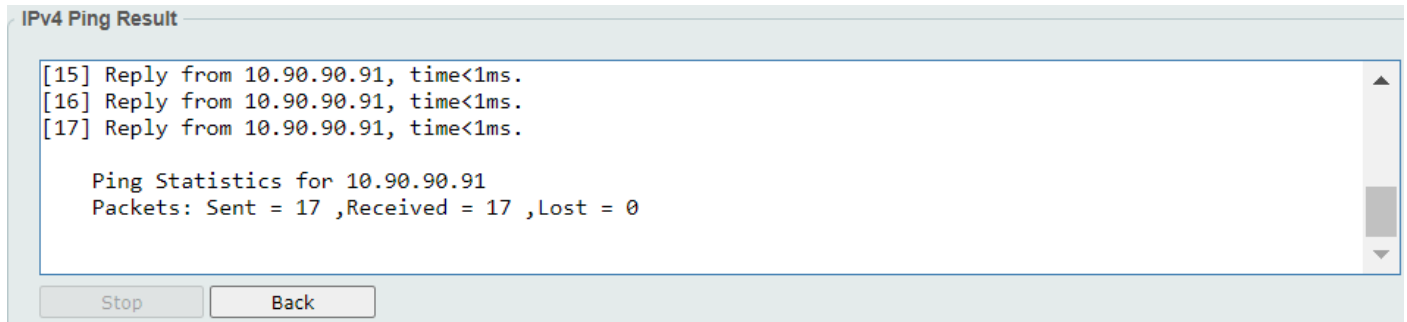 IPv4 Ping Result
[15] Reply from 10.90.90.91, time<1ms.
[16] Reply from 10.90.90.91, time<1ms.
[17] Reply from 10.90.90.91, time<1ms.
Ping Statistics for 10.90.90.91
Packets: Sent = 17 ,Received = 17 ,Lost = 0
Stop Back